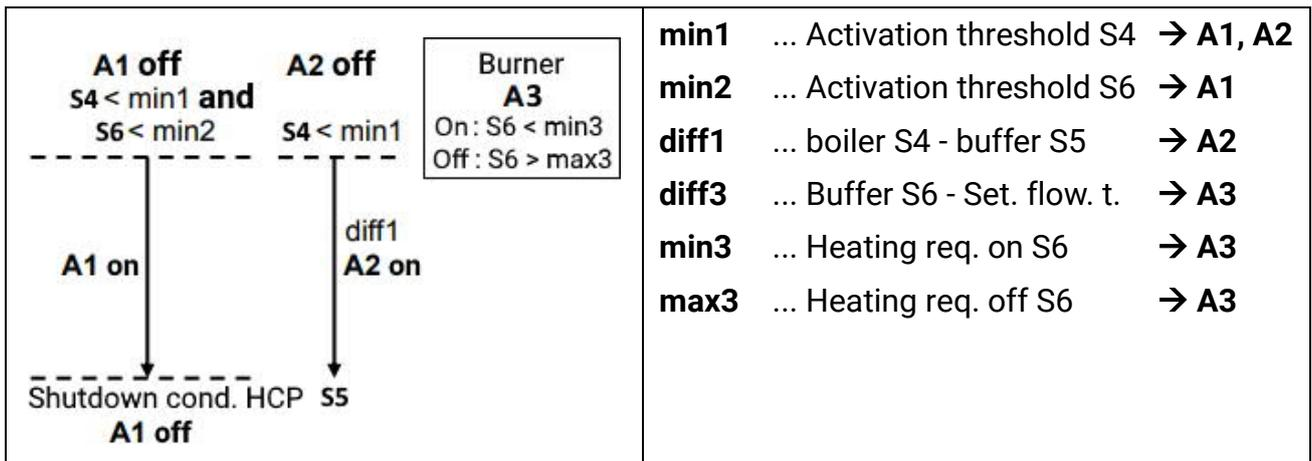 A1 off
S4 < min1 and
S6 < min2
A2 off
S4 < min1
Burner
A3
On : S6 < min3
Off : S6 > max3
A1 on
diff1
A2 on
Shutdown cond. HCP S5
A1 off
min1 ... Activation threshold S4 → A1, A2
min2 ... Activation threshold S6 → A1
diff1 ... boiler S4 - buffer S5 → A2
diff3 ... Buffer S6 - Set. flow. t. → A3
min3 ... Heating req. on S6 → A3
max3 ... Heating req. off S6 → A3